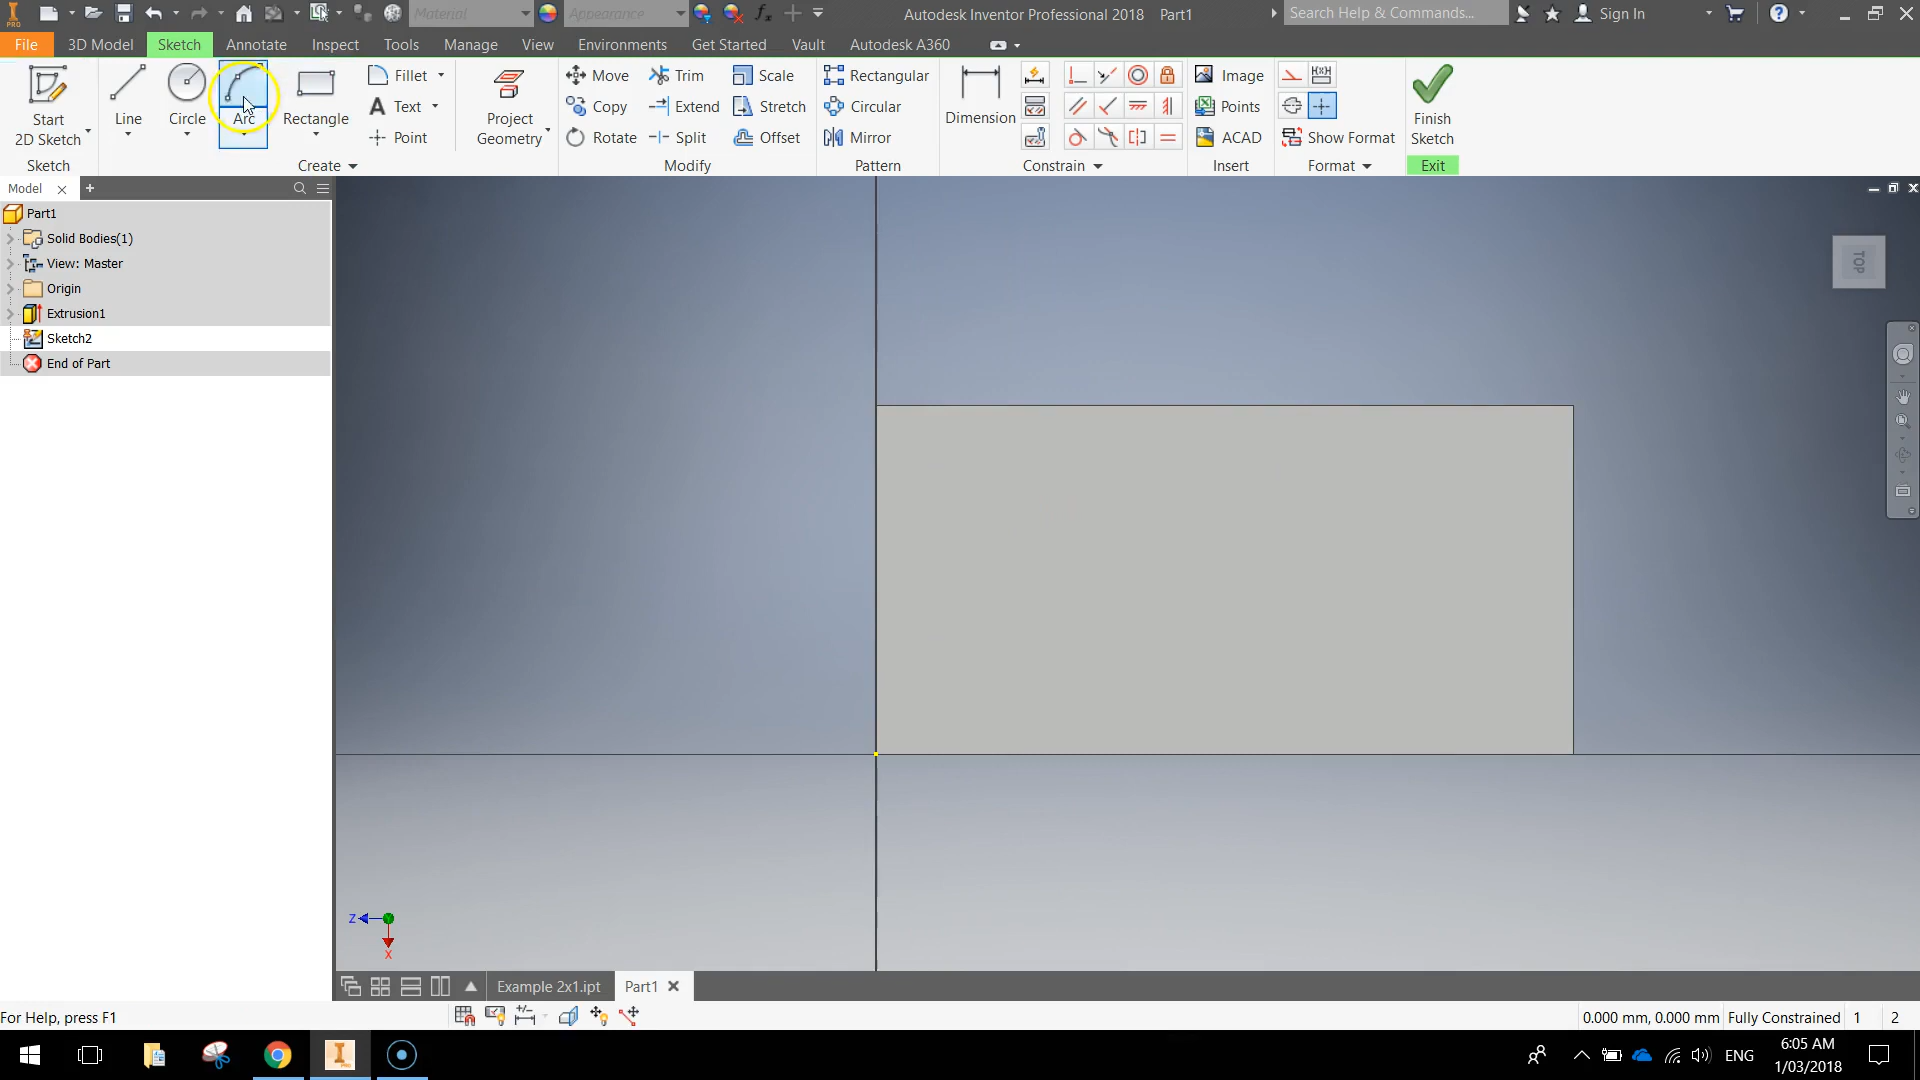 PRO
Material
Appearance
Autodesk Inventor Professional 2018 Part1
Search Help & Commands...
Sign In
File 3D Model Sketch Annotate Inspect Tools Manage View Environments Get Started Vault Autodesk A360
Start
2D Sketch
Sketch
Line
Circle
Arc
Rectangle
Fillet
Text
Point
Create
Project
Geometry
Move
Copy
Rotate
Trim
Extend
Split
Scale
Stretch
Offset
Modify
Rectangular
Circular
Mirror
Pattern
Dimension
Constrain
Image
Points
ACAD
Insert
Show Format
Format
Finish
Sketch
Exit
Model
Part1
Solid Bodies(1)
View: Master
Origin
Extrusion1
Sketch2
End of Part
TOP
Z
X
Example 2x1.ipt
Part1
For Help, press F1
0.000 mm, 0.000 mm Fully Constrained 1 2
ENG
6:05 AM
1/03/2018